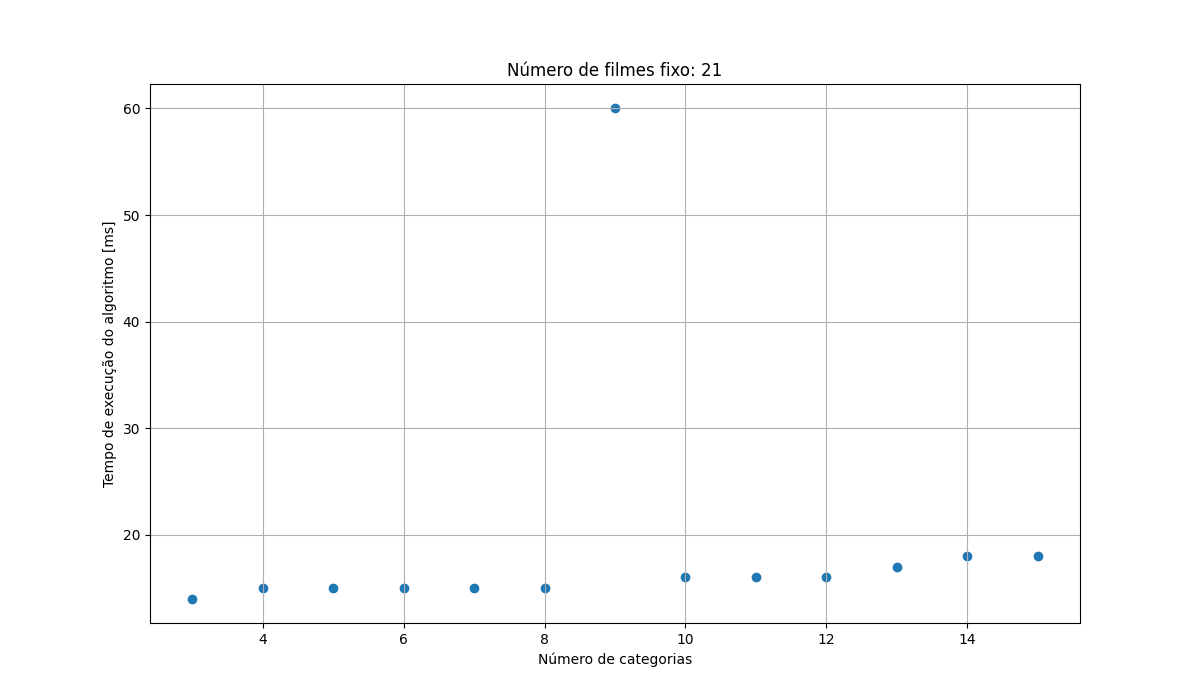 Número de filmes fixo: 21
60
50
40
30
20
Tempo de execução do algoritmo [ms]
4 6 8 10 12 14
Número de categorias